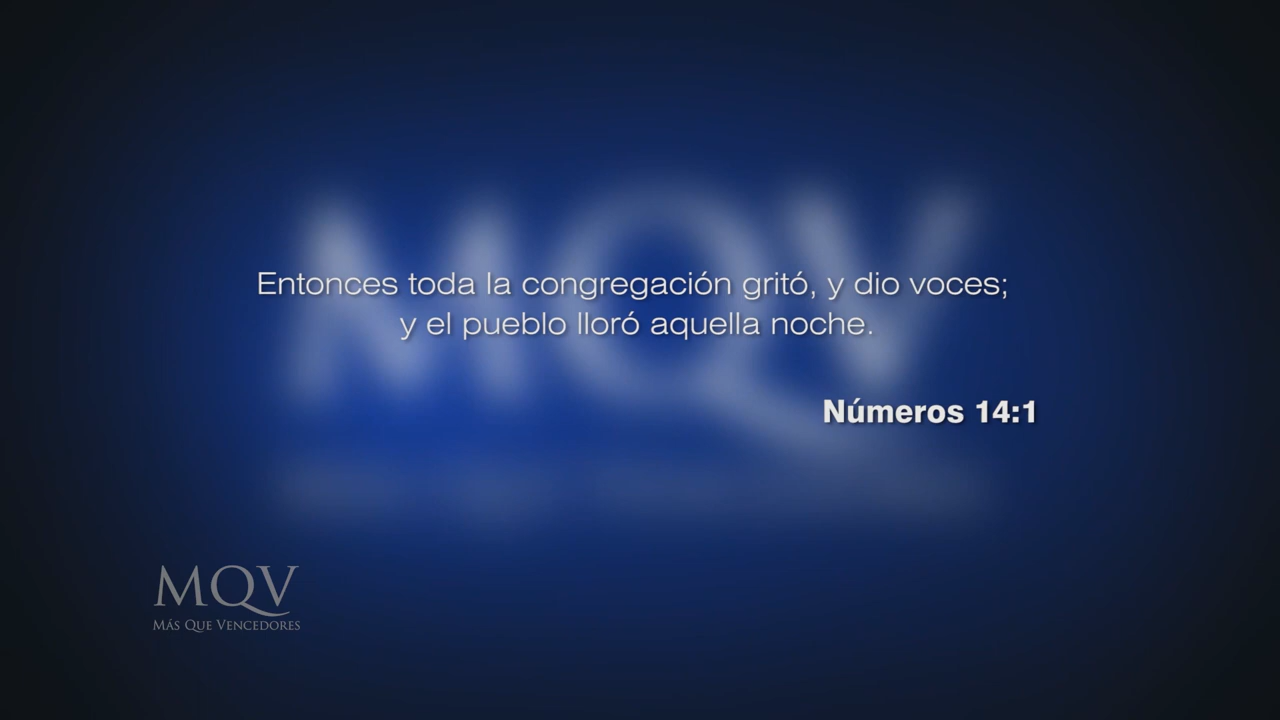 Entonces toda la congregación gritó, y dio voces;
y el pueblo lloró aquella noche.
Números 14:1
MQV
MQV
MÁS QUE VENCEDORES